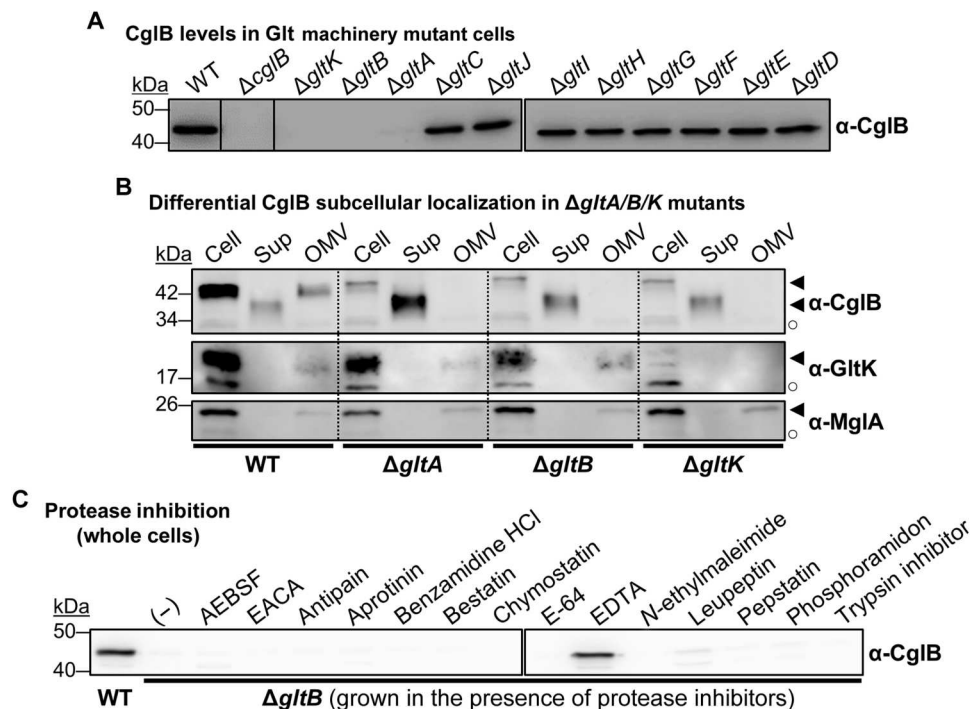 A CglB levels in Glt machinery mutant cells
kDa WT ΔcglB ΔgltK ΔgltB ΔgltA ΔgltC ΔgltJ ΔgltI ΔgltH ΔgltG ΔgltF ΔgltE ΔgltD
50
40
α-CglB
B Differential CglB subcellular localization in ΔgltA/B/K mutants
kDa Cell Sup OMV Cell Sup OMV Cell Sup OMV Cell Sup OMV
42
34
α-CglB
17
α-GltK
26
α-MglA
WT ΔgltA ΔgltB ΔgltK
C Protease inhibition
(whole cells)
kDa (−) AEBSF EACA Antipain Aprotinin Benzamidine HCl Bestatin Chymostatin E-64 EDTA N-ethylmaleimide Leupeptin Pepstatin Phosphoramidon Trypsin inhibitor
50
40
α-CglB
WT ΔgltB (grown in the presence of protease inhibitors)